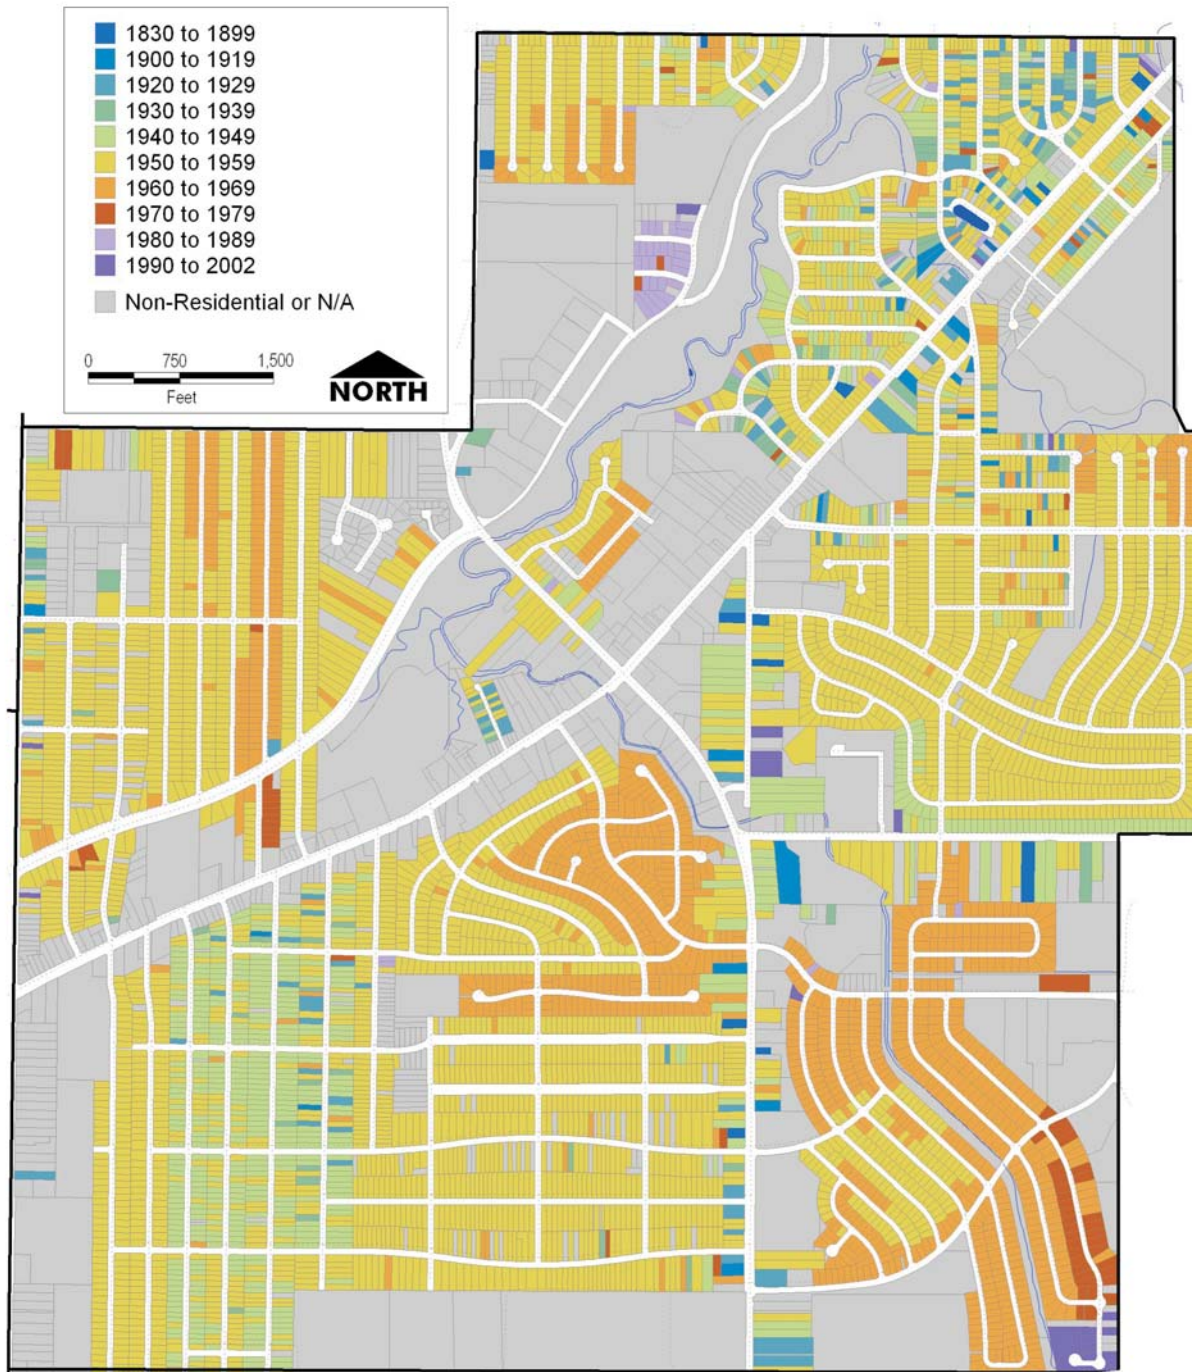 1830 to 1899
1900 to 1919
1920 to 1929
1930 to 1939
1940 to 1949
1950 to 1959
1960 to 1969
1970 to 1979
1980 to 1989
1990 to 2002
Non-Residential or N/A
0 750 1,500
Feet
NORTH